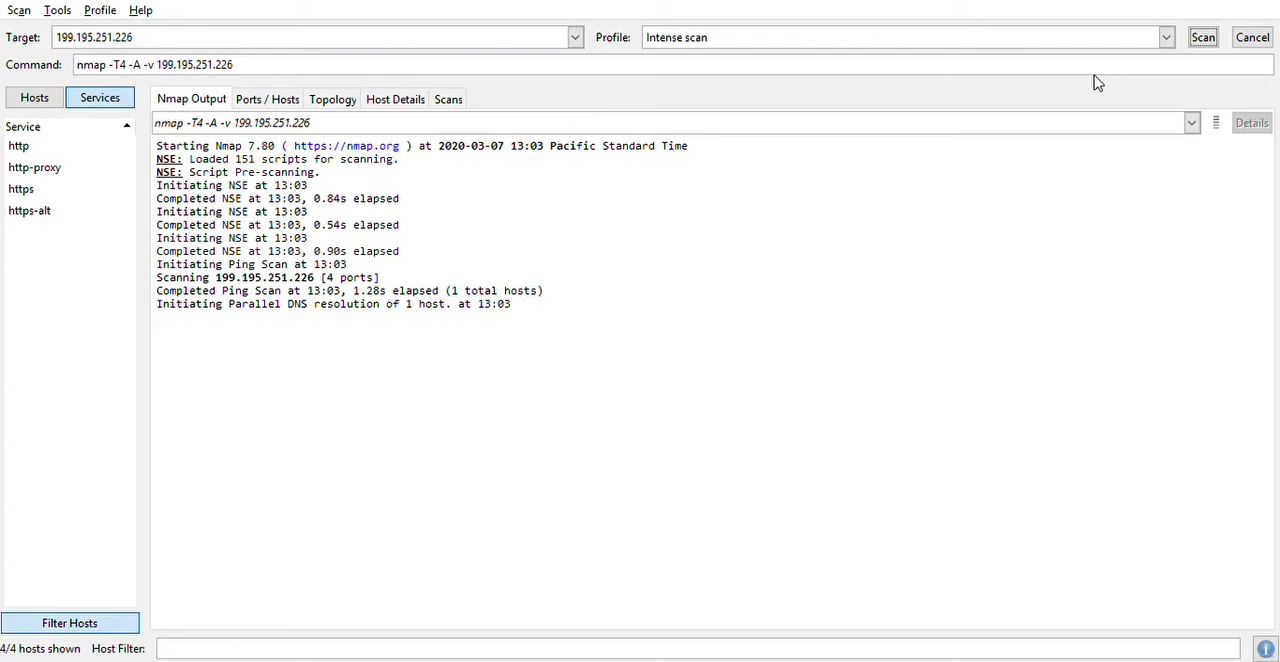 Scan Tools Profile Help
Target: 199.195.251.226 Profile: Intense scan Scan Cancel
Command: nmap -T4 -A -v 199.195.251.226
Hosts Services Nmap Output Ports / Hosts Topology Host Details Scans
Service
http
http-proxy
https
https-alt
nmap -T4 -A -v 199.195.251.226 Details
Starting Nmap 7.80 ( https://nmap.org ) at 2020-03-07 13:03 Pacific Standard Time
NSE: Loaded 151 scripts for scanning.
NSE: Script Pre-scanning.
Initiating NSE at 13:03
Completed NSE at 13:03, 0.84s elapsed
Initiating NSE at 13:03
Completed NSE at 13:03, 0.54s elapsed
Initiating NSE at 13:03
Completed NSE at 13:03, 0.90s elapsed
Initiating Ping Scan at 13:03
Scanning 199.195.251.226 [4 ports]
Completed Ping Scan at 13:03, 1.28s elapsed (1 total hosts)
Initiating Parallel DNS resolution of 1 host. at 13:03
Filter Hosts
4/4 hosts shown Host Filter: